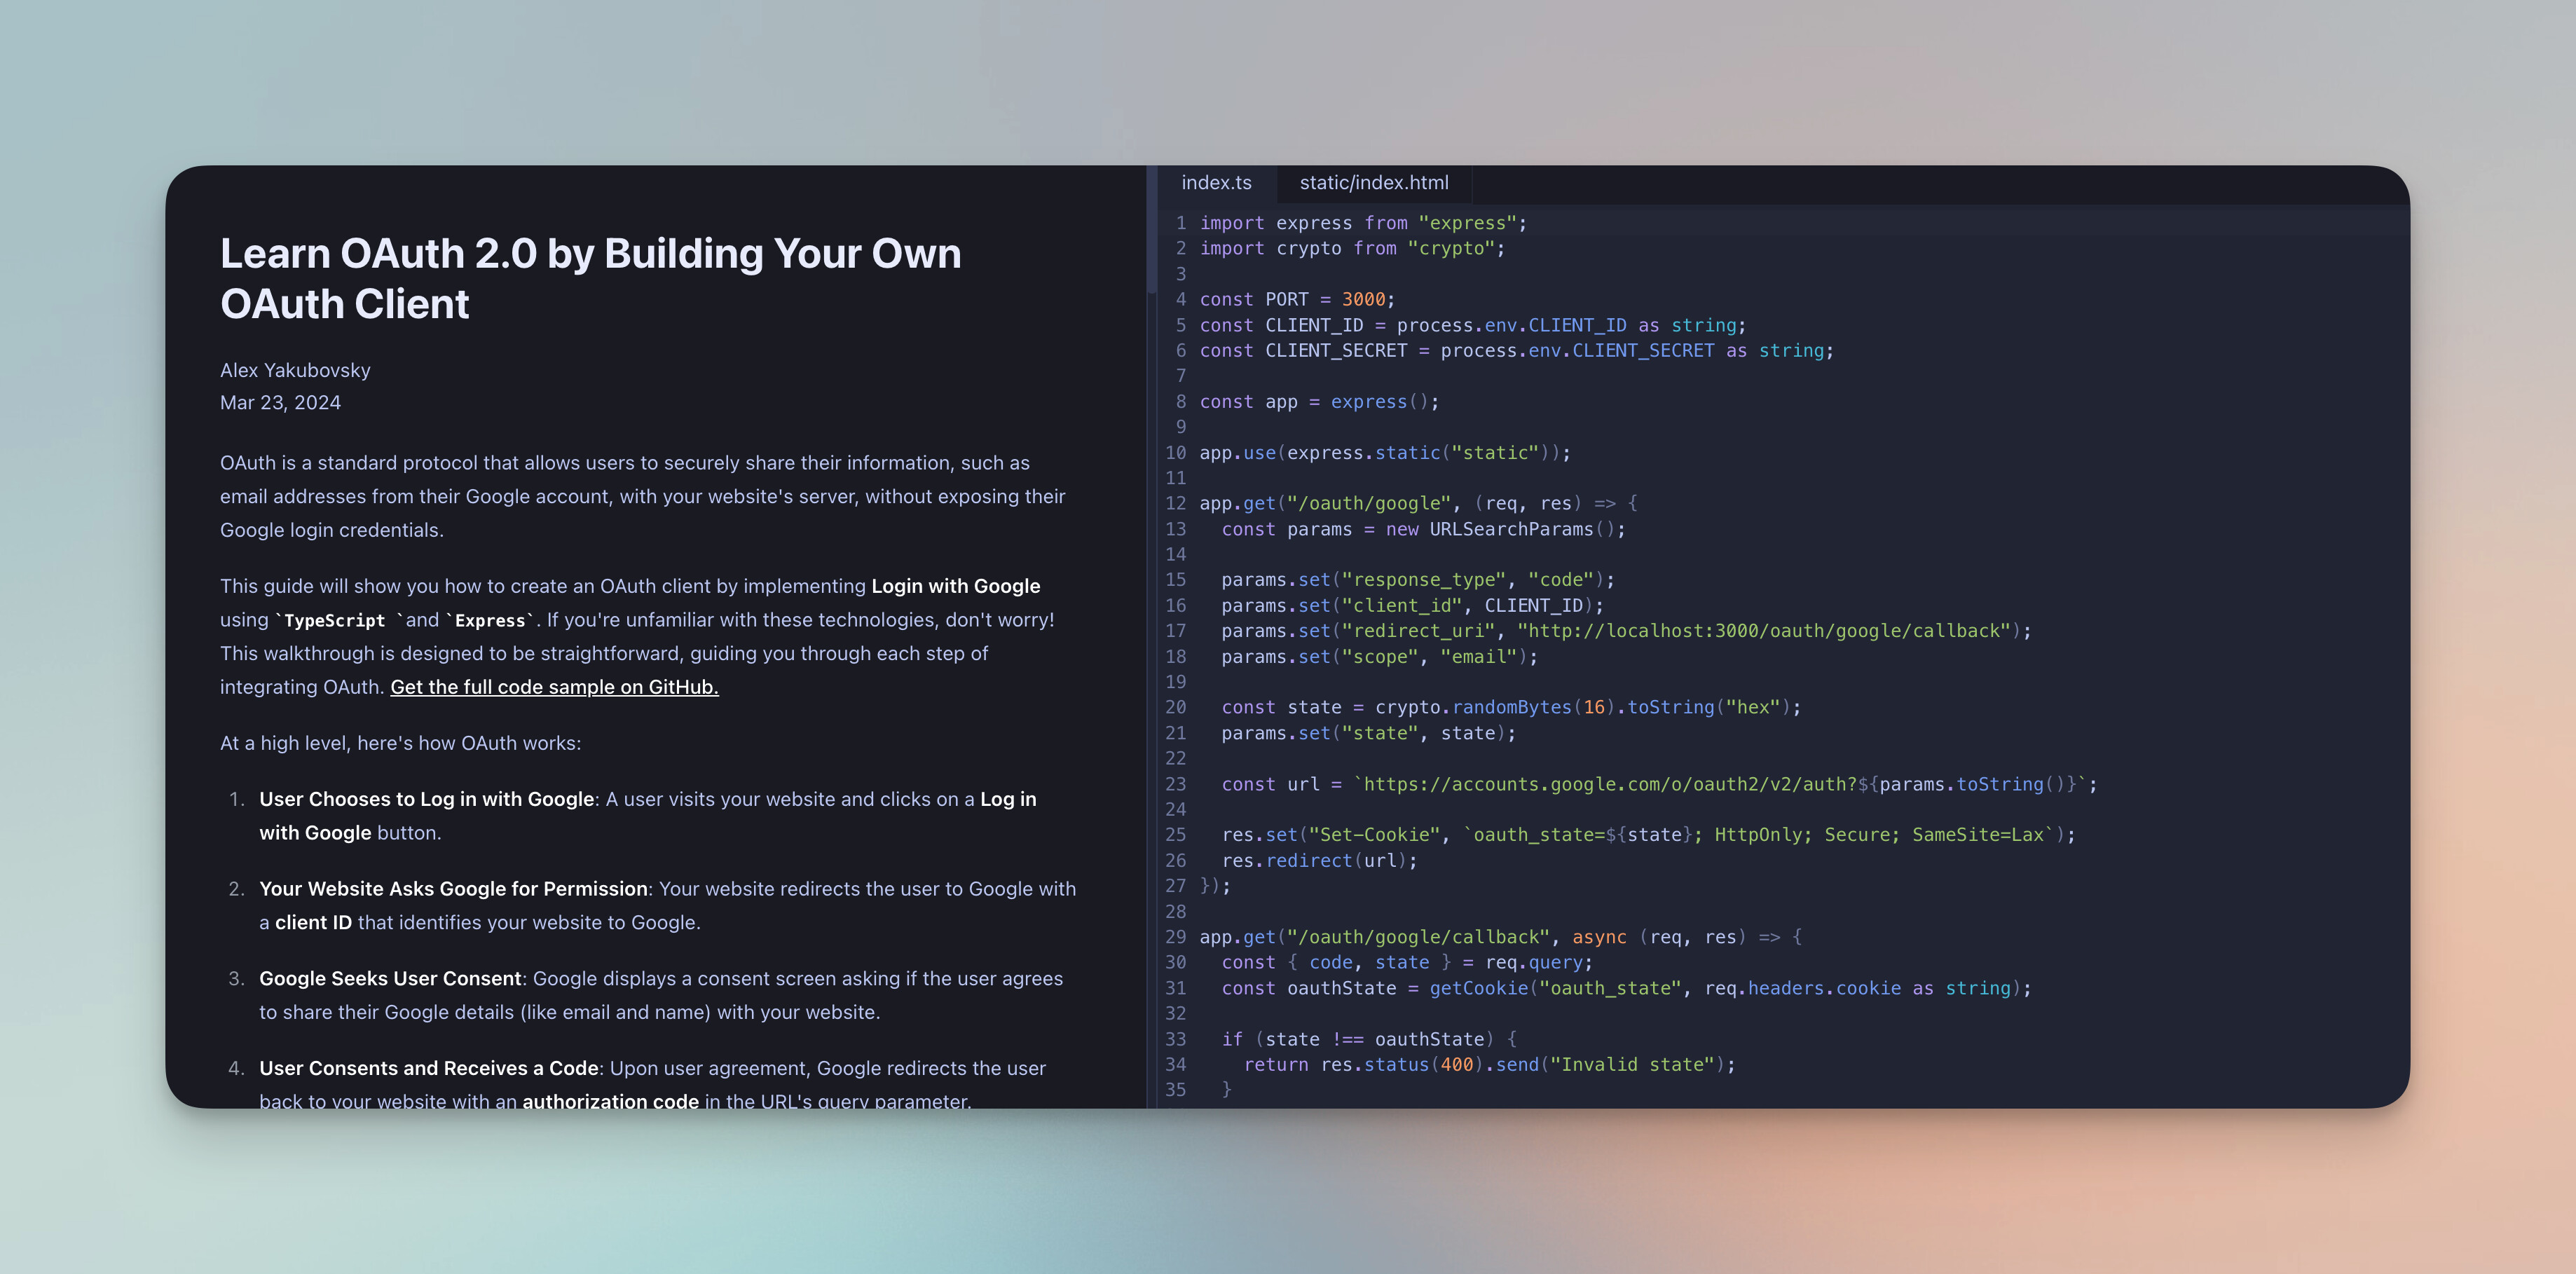 Learn OAuth 2.0 by Building Your Own
OAuth Client
Alex Yakubovsky
Mar 23, 2024
OAuth is a standard protocol that allows users to securely share their information, such as
email addresses from their Google account, with your website's server, without exposing their
Google login credentials.
This guide will show you how to create an OAuth client by implementing Login with Google
using `TypeScript `and `Express`. If you're unfamiliar with these technologies, don't worry!
This walkthrough is designed to be straightforward, guiding you through each step of
integrating OAuth. Get the full code sample on GitHub.
At a high level, here's how OAuth works:
1. User Chooses to Log in with Google: A user visits your website and clicks on a Log in
with Google button.
2. Your Website Asks Google for Permission: Your website redirects the user to Google with
a client ID that identifies your website to Google.
3. Google Seeks User Consent: Google displays a consent screen asking if the user agrees
to share their Google details (like email and name) with your website.
4. User Consents and Receives a Code: Upon user agreement, Google redirects the user
back to your website with an authorization code in the URL's query parameter.
index.ts static/index.html
1 import express from "express";
2 import crypto from "crypto";
3
4 const PORT = 3000;
5 const CLIENT_ID = process.env.CLIENT_ID as string;
6 const CLIENT_SECRET = process.env.CLIENT_SECRET as string;
7
8 const app = express();
9
10 app.use(express.static("static"));
11
12 app.get("/oauth/google", (req, res) => {
13   const params = new URLSearchParams();
14
15   params.set("response_type", "code");
16   params.set("client_id", CLIENT_ID);
17   params.set("redirect_uri", "http://localhost:3000/oauth/google/callback");
18   params.set("scope", "email");
19
20   const state = crypto.randomBytes(16).toString("hex");
21   params.set("state", state);
22
23   const url = `https://accounts.google.com/o/oauth2/v2/auth?${params.toString()}`;
24
25   res.set("Set-Cookie", `oauth_state=${state}; HttpOnly; Secure; SameSite=Lax`);
26   res.redirect(url);
27 });
28
29 app.get("/oauth/google/callback", async (req, res) => {
30   const { code, state } = req.query;
31   const oauthState = getCookie("oauth_state", req.headers.cookie as string);
32
33   if (state !== oauthState) {
34     return res.status(400).send("Invalid state");
35   }